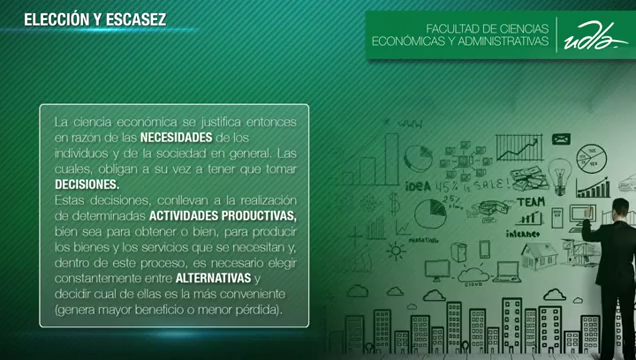 ELECCIÓN Y ESCASEZ
FACULTAD DE CIENCIAS
ECONÓMICAS Y ADMINISTRATIVAS
udla-
La ciencia económica se justifica entonces
en razón de las NECESIDADES de los
individuos y de la sociedad en general. Las
cuales, obligan a su vez a tener que tomar
DECISIONES.
Estas decisiones, conllevan a la realización
de determinadas ACTIVIDADES PRODUCTIVAS,
bien sea para obtener o bien, para producir
los bienes y los servicios que se necesitan y,
dentro de este proceso, es necesario elegir
constantemente entre ALTERNATIVAS y
decidir cual de ellas es la más conveniente
(genera mayor beneficio o menor pérdida).
iDEA
45% is SALE!
25%
TEAM
internet
CLOUD